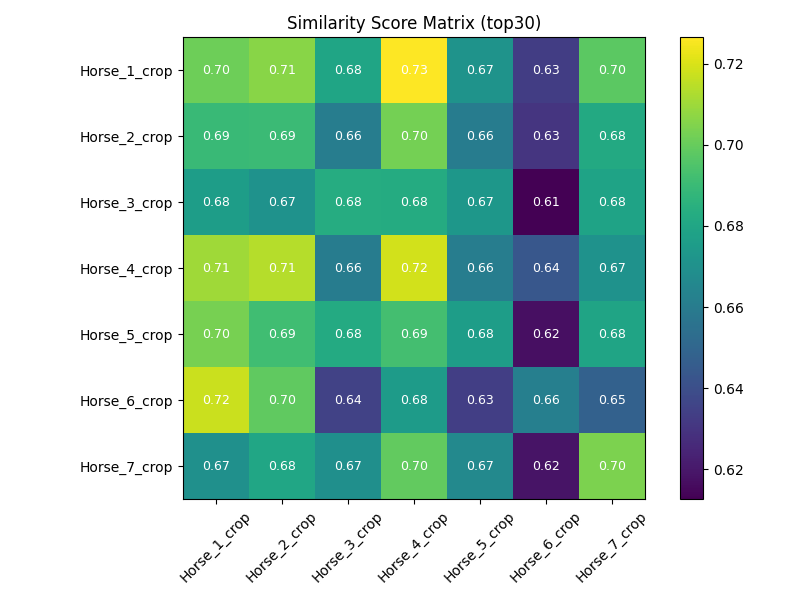 Similarity Score Matrix (top30)
Horse_1_crop 0.70 0.71 0.68 0.73 0.67 0.63 0.70
Horse_2_crop 0.69 0.69 0.66 0.70 0.66 0.63 0.68
Horse_3_crop 0.68 0.67 0.68 0.68 0.67 0.61 0.68
Horse_4_crop 0.71 0.71 0.66 0.72 0.66 0.64 0.67
Horse_5_crop 0.70 0.69 0.68 0.69 0.68 0.62 0.68
Horse_6_crop 0.72 0.70 0.64 0.68 0.63 0.66 0.65
Horse_7_crop 0.67 0.68 0.67 0.70 0.67 0.62 0.70
Horse_1_crop Horse_2_crop Horse_3_crop Horse_4_crop Horse_5_crop Horse_6_crop Horse_7_crop
0.72
0.70
0.68
0.66
0.64
0.62